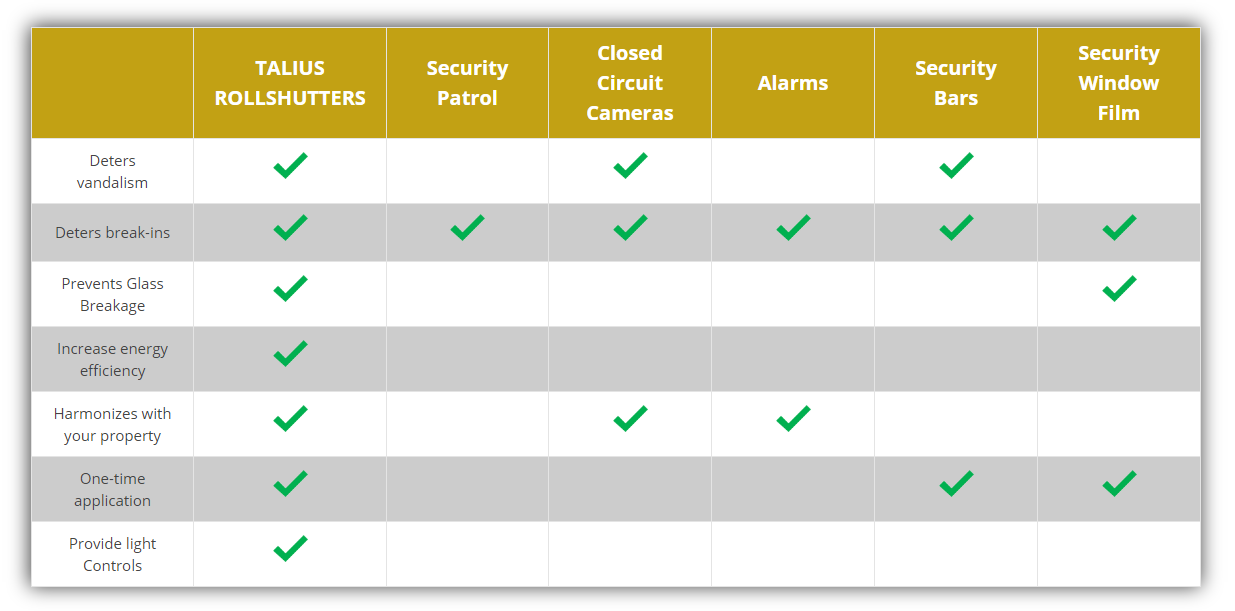 TALIUS
ROLLSHUTTERS
Security
Patrol
Closed
Circuit
Cameras
Alarms
Security
Bars
Security
Window
Film
Deters
vandalism
Deters break-ins
Prevents Glass
Breakage
Increase energy
efficiency
Harmonizes with
your property
One-time
application
Provide light
Controls